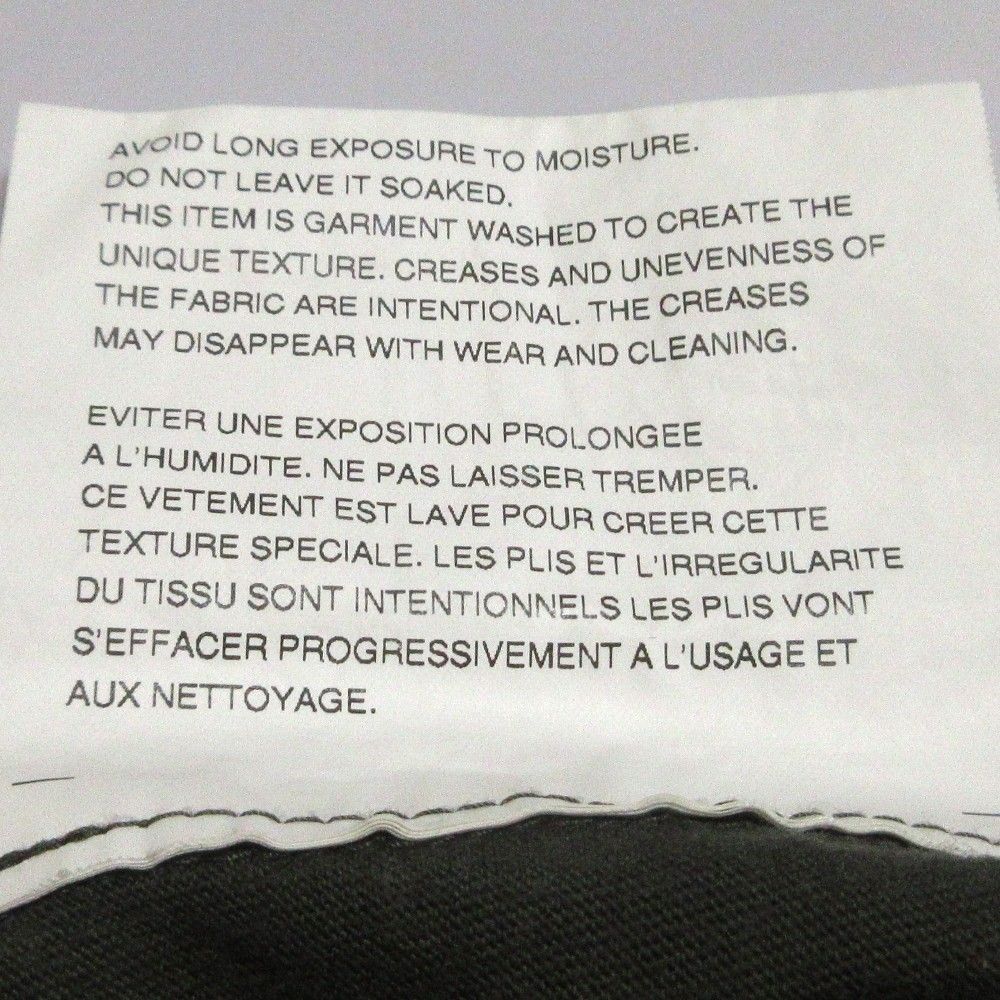 AVOID LONG EXPOSURE TO MOISTURE.
DO NOT LEAVE IT SOAKED.
THIS ITEM IS GARMENT WASHED TO CREATE THE
UNIQUE TEXTURE. CREASES AND UNEVENNESS OF
THE FABRIC ARE INTENTIONAL. THE CREASES
MAY DISAPPEAR WITH WEAR AND CLEANING.
EVITER UNE EXPOSITION PROLONGEE
A L'HUMIDITE. NE PAS LAISSER TREMPER.
CE VETEMENT EST LAVE POUR CREER CETTE
TEXTURE SPECIALE. LES PLIS ET L'IRREGULARITE
DU TISSU SONT INTENTIONNELS LES PLIS VONT
S'EFFACER PROGRESSIVEMENT A L'USAGE ET
AUX NETTOYAGE.